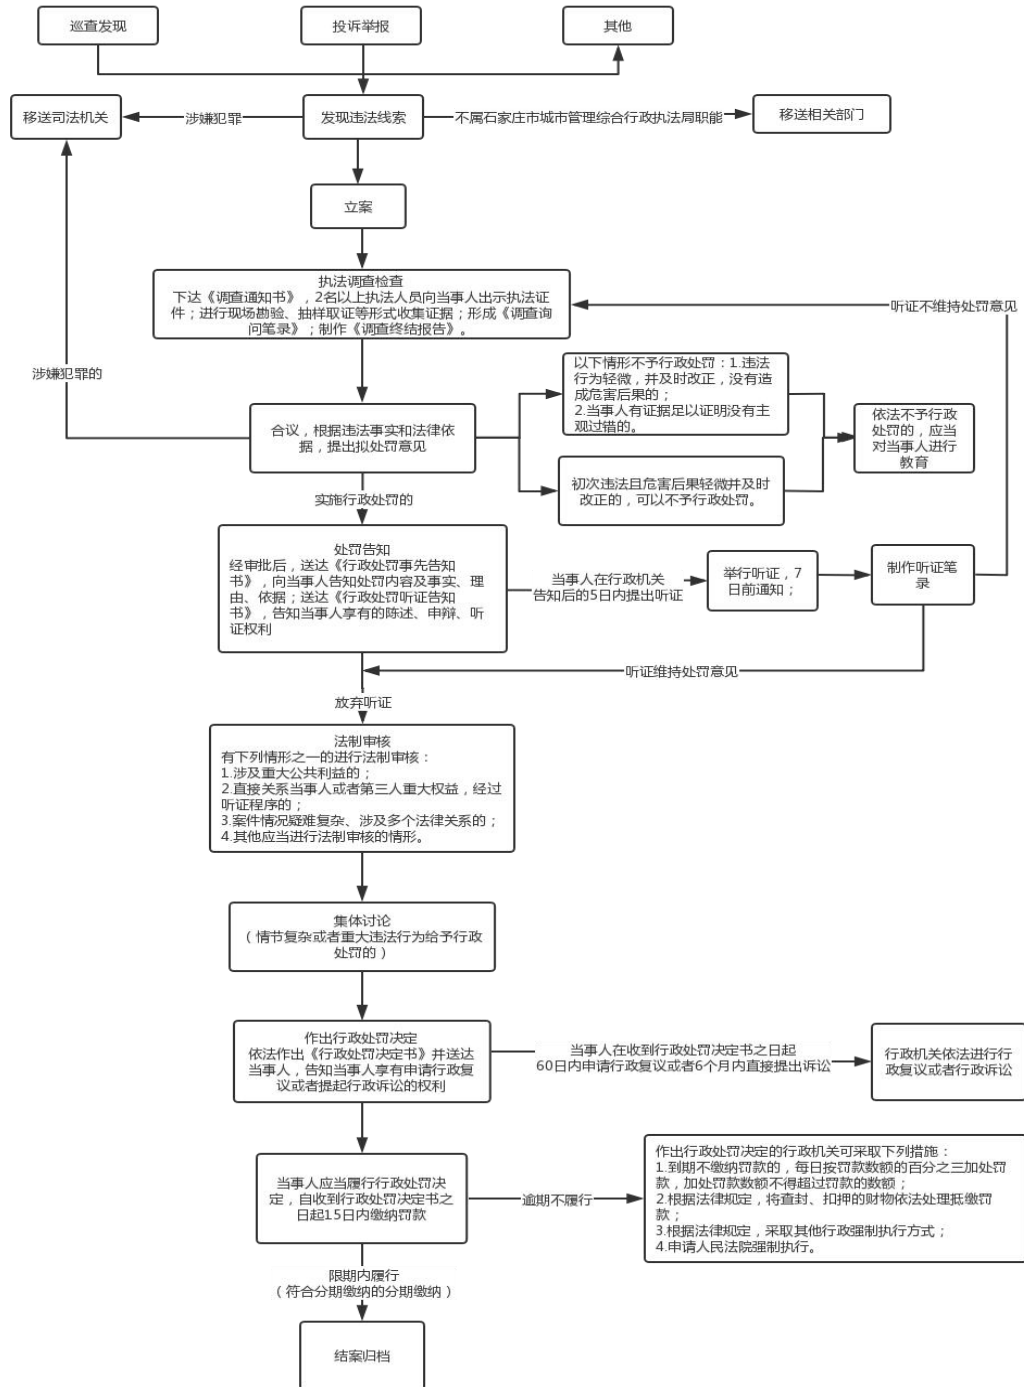 巡查发现
投诉举报
其他
移送司法机关
涉嫌犯罪
发现违法线索
不属石家庄市城市管理综合行政执法局职能
移送相关部门
立案
执法调查检查
下达《调查通知书》，2名以上执法人员向当事人出示执法证
件；进行现场勘验、抽样取证等形式收集证据；形成《调查询
问笔录》；制作《调查终结报告》。
听证不维持处罚意见
涉嫌犯罪的
以下情形不予行政处罚：1.违法
行为轻微，并及时改正，没有造
成危害后果的；
2.当事人有证据足以证明没有主
观过错的。
合议，根据违法事实和法律依
据，提出拟处罚意见
依法不予行政
处罚的，应当
对当事人进行
教育
初次违法且危害后果轻微并及时
改正的，可以不予行政处罚。
实施行政处罚的
处罚告知
经审批后，送达《行政处罚事先告知
书》，向当事人告知处罚内容及事实、理
由、依据；送达《行政处罚听证告知
书》，告知当事人享有的陈述、申辩、听
证权利
当事人在行政机关
告知后的5日内提出听证
举行听证，7
日前通知；
制作听证笔
录
听证维持处罚意见
放弃听证
法制审核
有下列情形之一的进行法制审核：
1.涉及重大公共利益的；
2.直接关系当事人或者第三人重大权益，经过
听证程序的；
3.案件情况疑难复杂、涉及多个法律关系的；
4.其他应当进行法制审核的情形。
集体讨论
（情节复杂或者重大违法行为给予行政
处罚的）
作出行政处罚决定
依法作出《行政处罚决定书》并送达
当事人，告知当事人享有申请行政复
议或者提起行政诉讼的权利
当事人在收到行政处罚决定书之日起
60日内申请行政复议或者6个月内直接提出诉讼
行政机关依法进行行
政复议或者行政诉讼
当事人应当履行行政处罚决
定，自收到行政处罚决定书之
日起15日内缴纳罚款
逾期不履行
作出行政处罚决定的行政机关可采取下列措施：
1.到期不缴纳罚款的，每日按罚款数额的百分之三加处罚
款，加处罚款数额不得超过罚款的数额；
2.根据法律规定，将查封、扣押的财物依法处理抵缴罚
款；
3.根据法律规定，采取其他行政强制执行方式；
4.申请人民法院强制执行。
限期内履行
（符合分期缴纳的分期缴纳）
结案归档